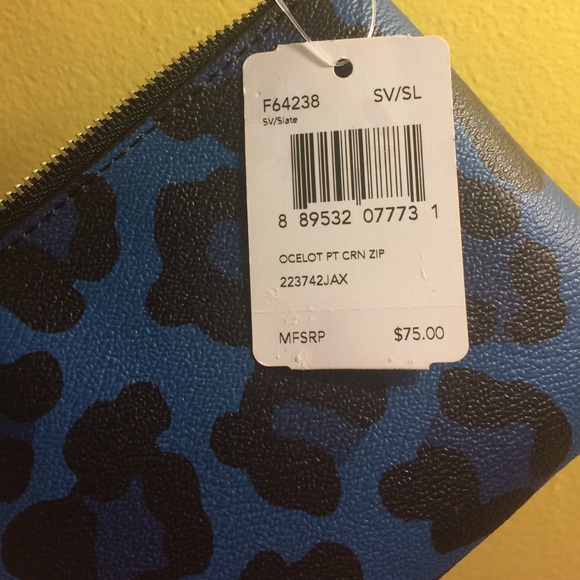 F64238 SV/SL
SV/Slate
8 89532 07773 1
OCELOT PT CRN ZIP
223742JAX
MFSRP $75.00